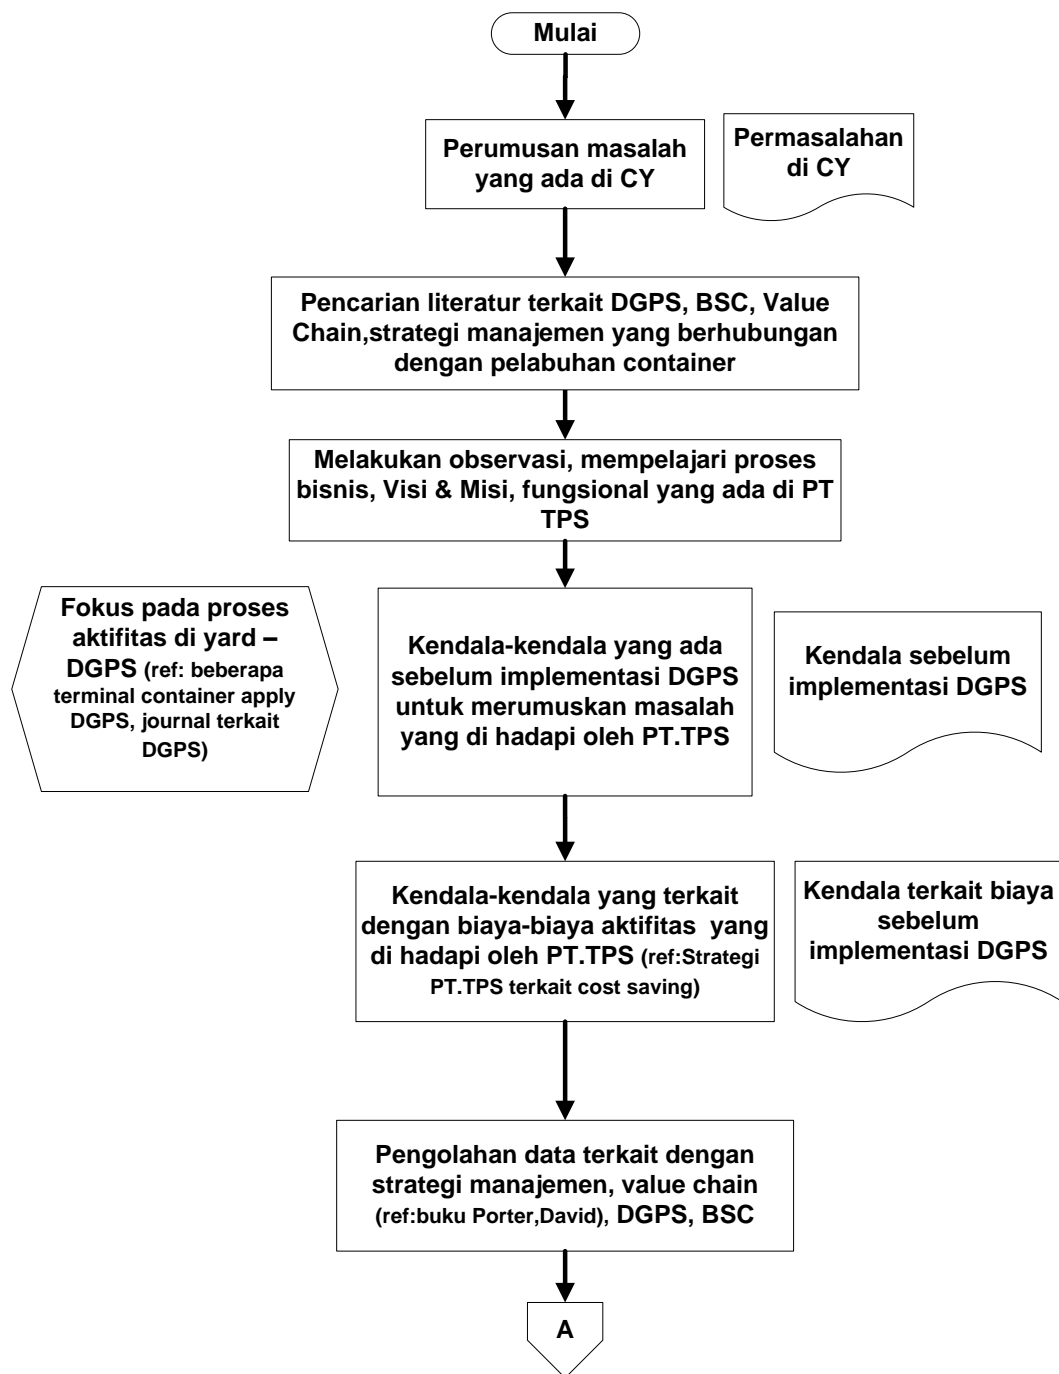 Mulai
Perumusan masalah
yang ada di CY
Permasalahan
di CY
Pencarian literatur terkait DGPS, BSC, Value
Chain,strategi manajemen yang berhubungan
dengan pelabuhan container
Melakukan observasi, mempelajari proses
bisnis, Visi & Misi, fungsional yang ada di PT
TPS
Fokus pada proses
aktifitas di yard –
DGPS (ref: beberapa
terminal container apply
DGPS, journal terkait
DGPS)
Kendala-kendala yang ada
sebelum implementasi DGPS
untuk merumuskan masalah
yang di hadapi oleh PT.TPS
Kendala sebelum
implementasi DGPS
Kendala-kendala yang terkait
dengan biaya-biaya aktifitas  yang
di hadapi oleh PT.TPS (ref:Strategi
PT.TPS terkait cost saving)
Kendala terkait biaya
sebelum
implementasi DGPS
Pengolahan data terkait dengan
strategi manajemen, value chain
(ref:buku Porter,David), DGPS, BSC
A